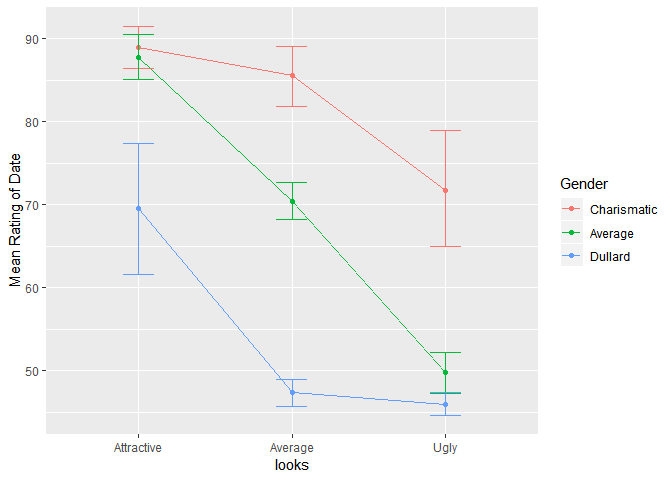 90
80
70
60
50
Mean Rating of Date
Attractive
Average
Ugly
looks
Gender
Charismatic
Average
Dullard